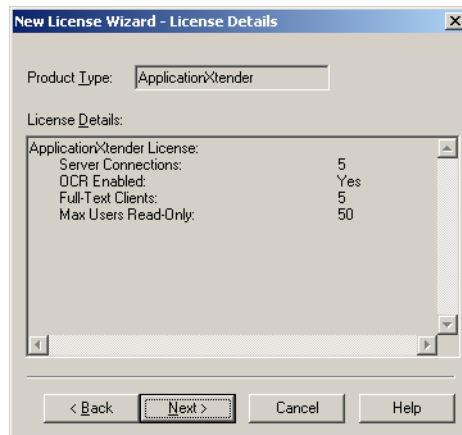 New License Wizard - License Details
Product Type: ApplicationXtender
License Details:
ApplicationXtender License:
Server Connections: 5
OCR Enabled: Yes
Full-Text Clients: 5
Max Users Read-Only: 50
< Back Next > Cancel Help